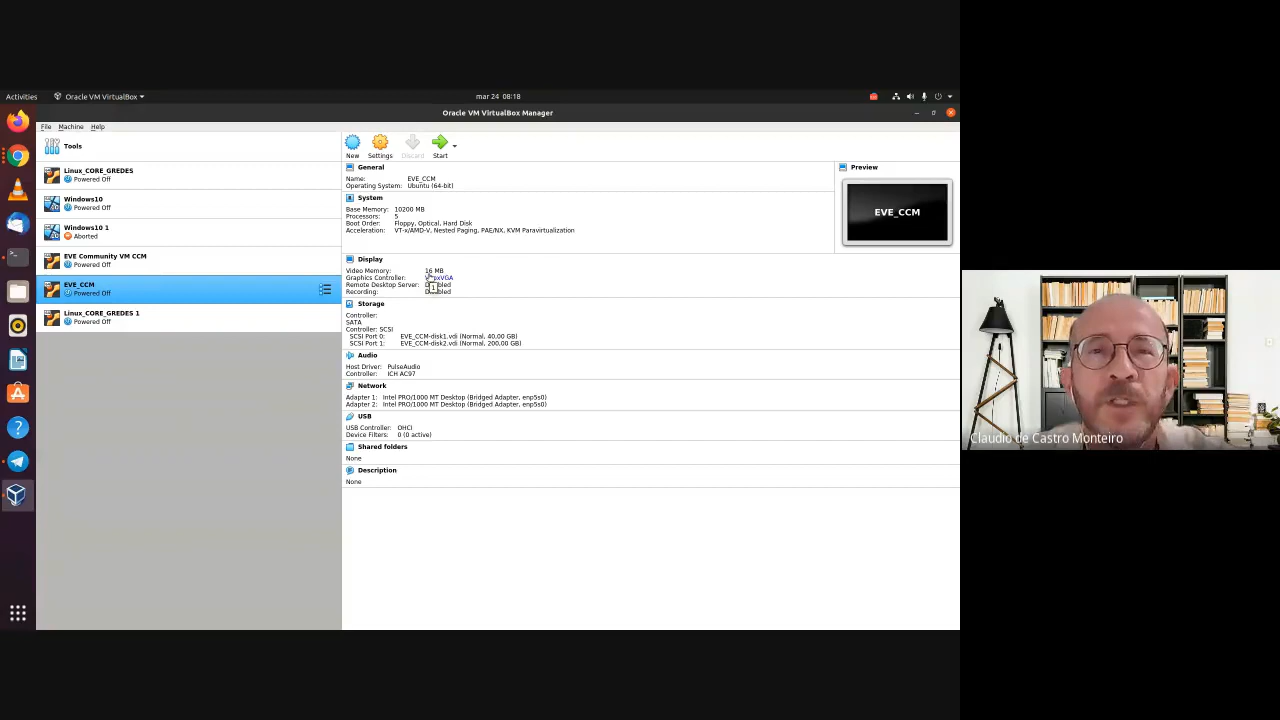 Activities
Oracle VM VirtualBox
mar 24 08:18
Oracle VM VirtualBox Manager
File Machine Help
Tools
Linux_CORE_GREDES
Powered Off
Windows10
Powered Off
Windows10 1
Aborted
EVE Community VM CCM
Powered Off
EVE_CCM
Powered Off
Linux_CORE_GREDES 1
Powered Off
New Settings Discard Start
General
Name: EVE_CCM
Operating System: Ubuntu (64-bit)
System
Base Memory: 10200 MB
Processors: 5
Boot Order: Floppy, Optical, Hard Disk
Acceleration: VT-x/AMD-V, Nested Paging, PAE/NX, KVM Paravirtualization
Preview
EVE_CCM
Display
Video Memory: 16 MB
Graphics Controller:
Remote Desktop Server:
Recording:
Storage
Controller:
SATA
Controller: SCSI
SCSI Port 0: EVE_CCM-disk1.vdi (Normal, 40,00 GB)
SCSI Port 1: EVE_CCM-disk2.vdi (Normal, 200,00 GB)
Audio
Host Driver: PulseAudio
Controller: ICH AC97
Network
Adapter 1: Intel PRO/1000 MT Desktop (Bridged Adapter, enp5s0)
Adapter 2: Intel PRO/1000 MT Desktop (Bridged Adapter, enp5s0)
USB
USB Controller: OHCI
Device Filters: 0 (0 active)
Shared folders
None
Description
None
Claudio de Castro Monteiro